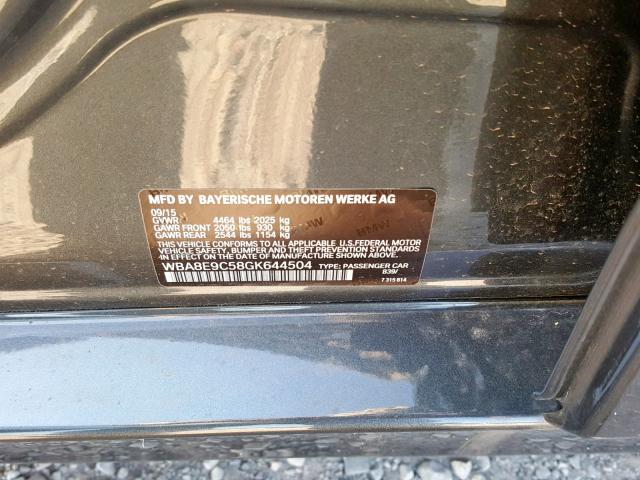 MFD BY BAYERISCHE MOTOREN WERKE AG
09/15
GVWR 4464 lbs 2025 kg
GAWR FRONT 2050 lbs 930 kg
GAWR REAR 2544 lbs 1154 kg
THIS VEHICLE CONFORMS TO ALL APPLICABLE U.S.FEDERAL MOTOR
VEHICLE SAFETY, BUMPER AND THEFT PREVENTION STANDARDS IN
EFFECT ON THE DATE OF MANUFACTURE SHOWN ABOVE.
WBA8E9C58GK644504 TYPE: PASSENGER CAR
B39/
7 315 814